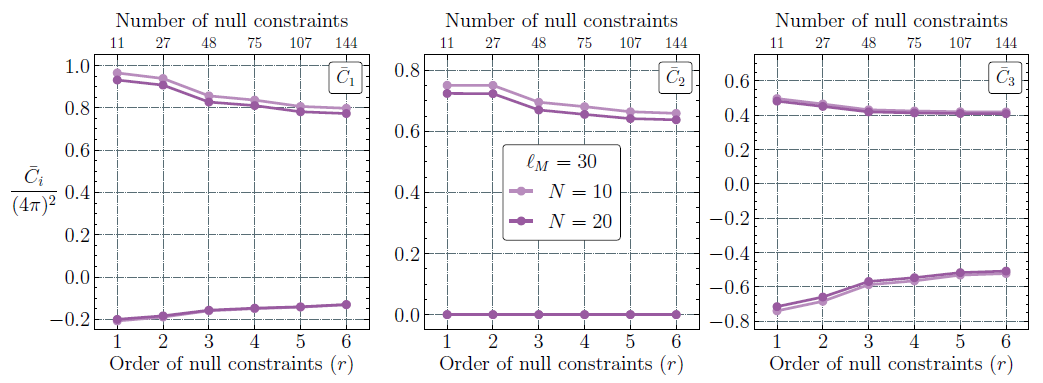 Number of null constraints
11 27 48 75 107 144
C̄₁
1.0
0.8
0.6
0.4
0.2
0.0
−0.2
C̄ᵢ
(4π)²
1 2 3 4 5 6
Order of null constraints (r)
Number of null constraints
11 27 48 75 107 144
C̄₂
0.8
0.6
0.4
0.2
0.0
ℓ_M = 30
N = 10
N = 20
1 2 3 4 5 6
Order of null constraints (r)
Number of null constraints
11 27 48 75 107 144
C̄₃
0.6
0.4
0.2
0.0
−0.2
−0.4
−0.6
−0.8
1 2 3 4 5 6
Order of null constraints (r)